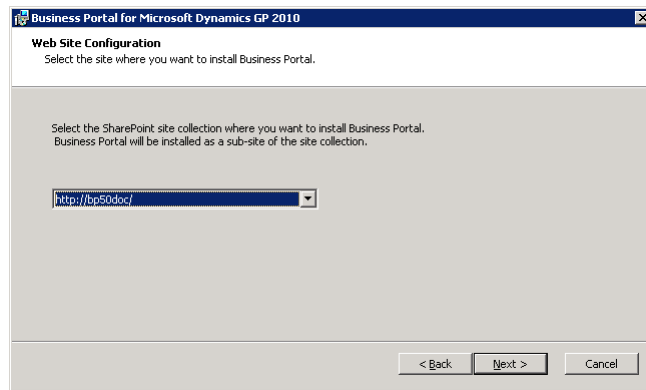 Business Portal for Microsoft Dynamics GP 2010
Web Site Configuration
Select the site where you want to install Business Portal.
Select the SharePoint site collection where you want to install Business Portal.
Business Portal will be installed as a sub-site of the site collection.
http://bp50doc/
< Back
Next >
Cancel